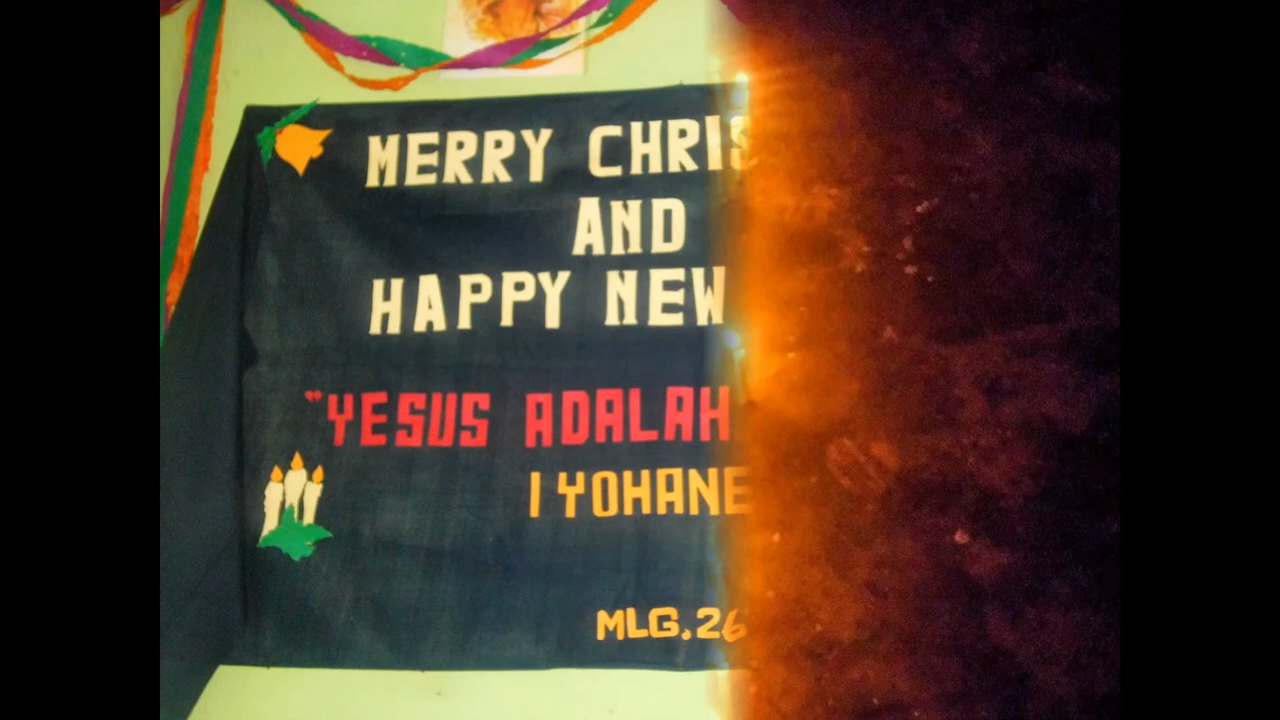 MERRY CHRIS
AND
HAPPY NEW
"YESUS ADALAH
I YOHANE
MLG.26